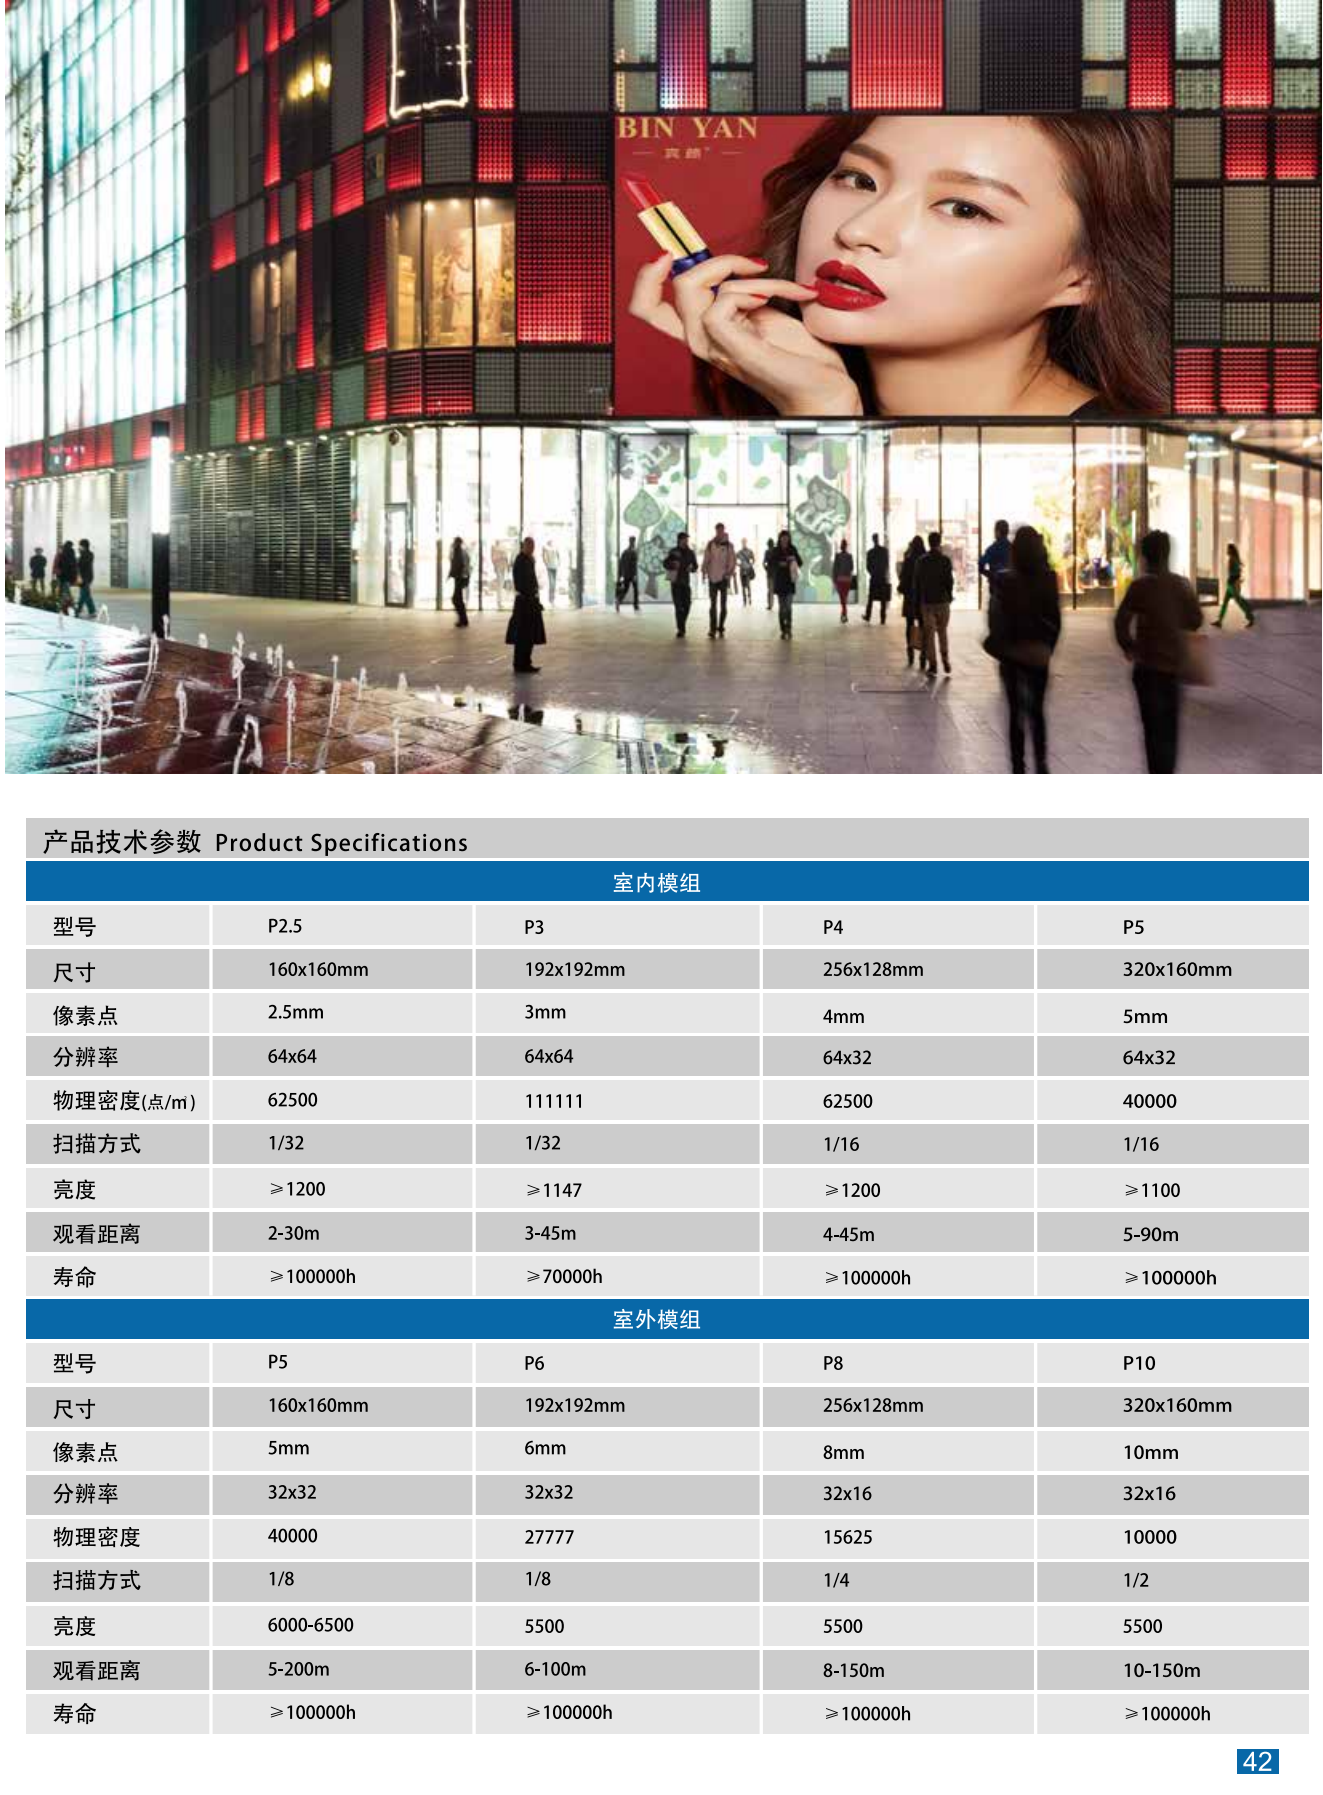 BIN YAN
产品技术参数 Product Specifications
室内模组
型号 P2.5 P3 P4 P5
尺寸 160x160mm 192x192mm 256x128mm 320x160mm
像素点 2.5mm 3mm 4mm 5mm
分辨率 64x64 64x64 64x32 64x32
物理密度(点/㎡) 62500 111111 62500 40000
扫描方式 1/32 1/32 1/16 1/16
亮度 ≥1200 ≥1147 ≥1200 ≥1100
观看距离 2-30m 3-45m 4-45m 5-90m
寿命 ≥100000h ≥70000h ≥100000h ≥100000h
室外模组
型号 P5 P6 P8 P10
尺寸 160x160mm 192x192mm 256x128mm 320x160mm
像素点 5mm 6mm 8mm 10mm
分辨率 32x32 32x32 32x16 32x16
物理密度 40000 27777 15625 10000
扫描方式 1/8 1/8 1/4 1/2
亮度 6000-6500 5500 5500 5500
观看距离 5-200m 6-100m 8-150m 10-150m
寿命 ≥100000h ≥100000h ≥100000h ≥100000h
42